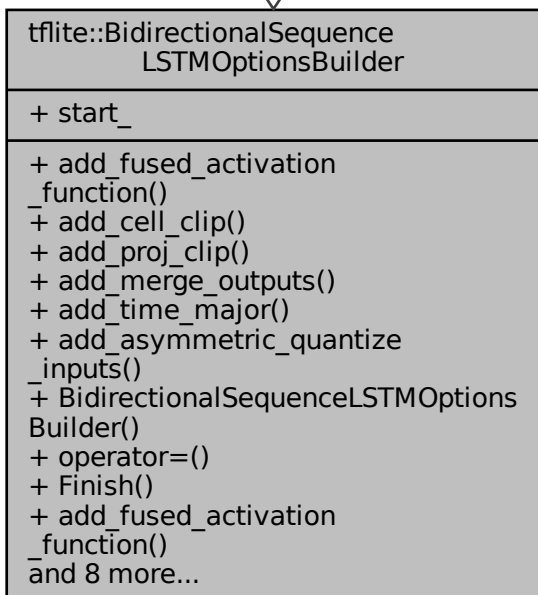 tflite::BidirectionalSequence
LSTMOptionsBuilder
+ start_
+ add_fused_activation
_function()
+ add_cell_clip()
+ add_proj_clip()
+ add_merge_outputs()
+ add_time_major()
+ add_asymmetric_quantize
_inputs()
+ BidirectionalSequenceLSTMOptions
Builder()
+ operator=()
+ Finish()
+ add_fused_activation
_function()
and 8 more...